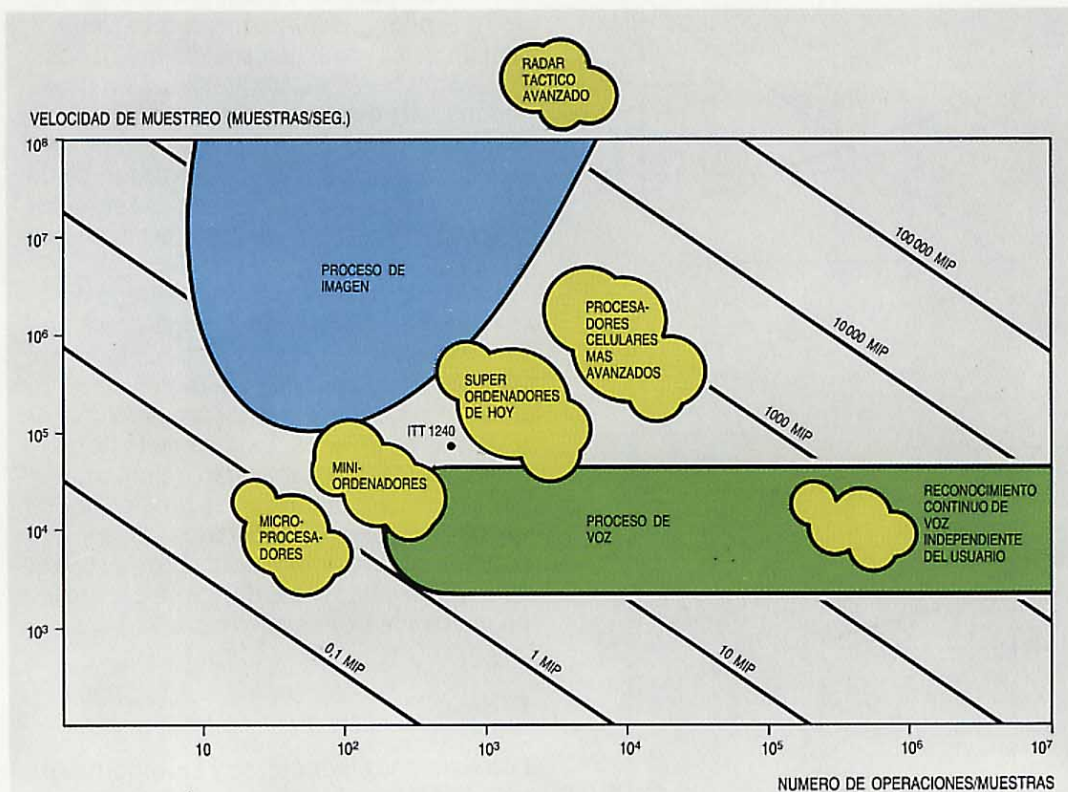 RADAR
TACTICO
AVANZADO
VELOCIDAD DE MUESTREO (MUESTRAS/SEG.)
10⁸
10⁷
10⁶
10⁵
10⁴
10³
PROCESO DE
IMAGEN
100 000 MIP
10 000 MIP
1000 MIP
PROCESA-
DORES
CELULARES
MAS
AVANZADOS
SUPER
ORDENADORES
DE HOY
ITT 1240
MINI-
ORDENADORES
MICRO-
PROCESA-
DORES
PROCESO DE
VOZ
RECONOCIMIENTO
CONTINUO DE
VOZ
INDEPENDIENTE
DEL USUARIO
0,1 MIP
1 MIP
10 MIP
10
10²
10³
10⁴
10⁵
10⁶
10⁷
NUMERO DE OPERACIONES/MUESTRAS